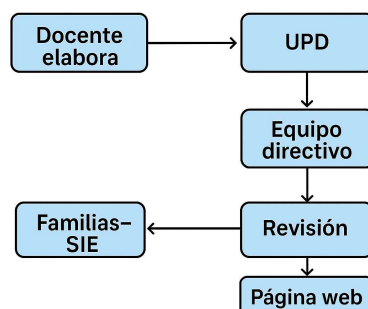 Docente
elabora
UPD
Equipo
directivo
Familias–
SIE
Revisión
Página web